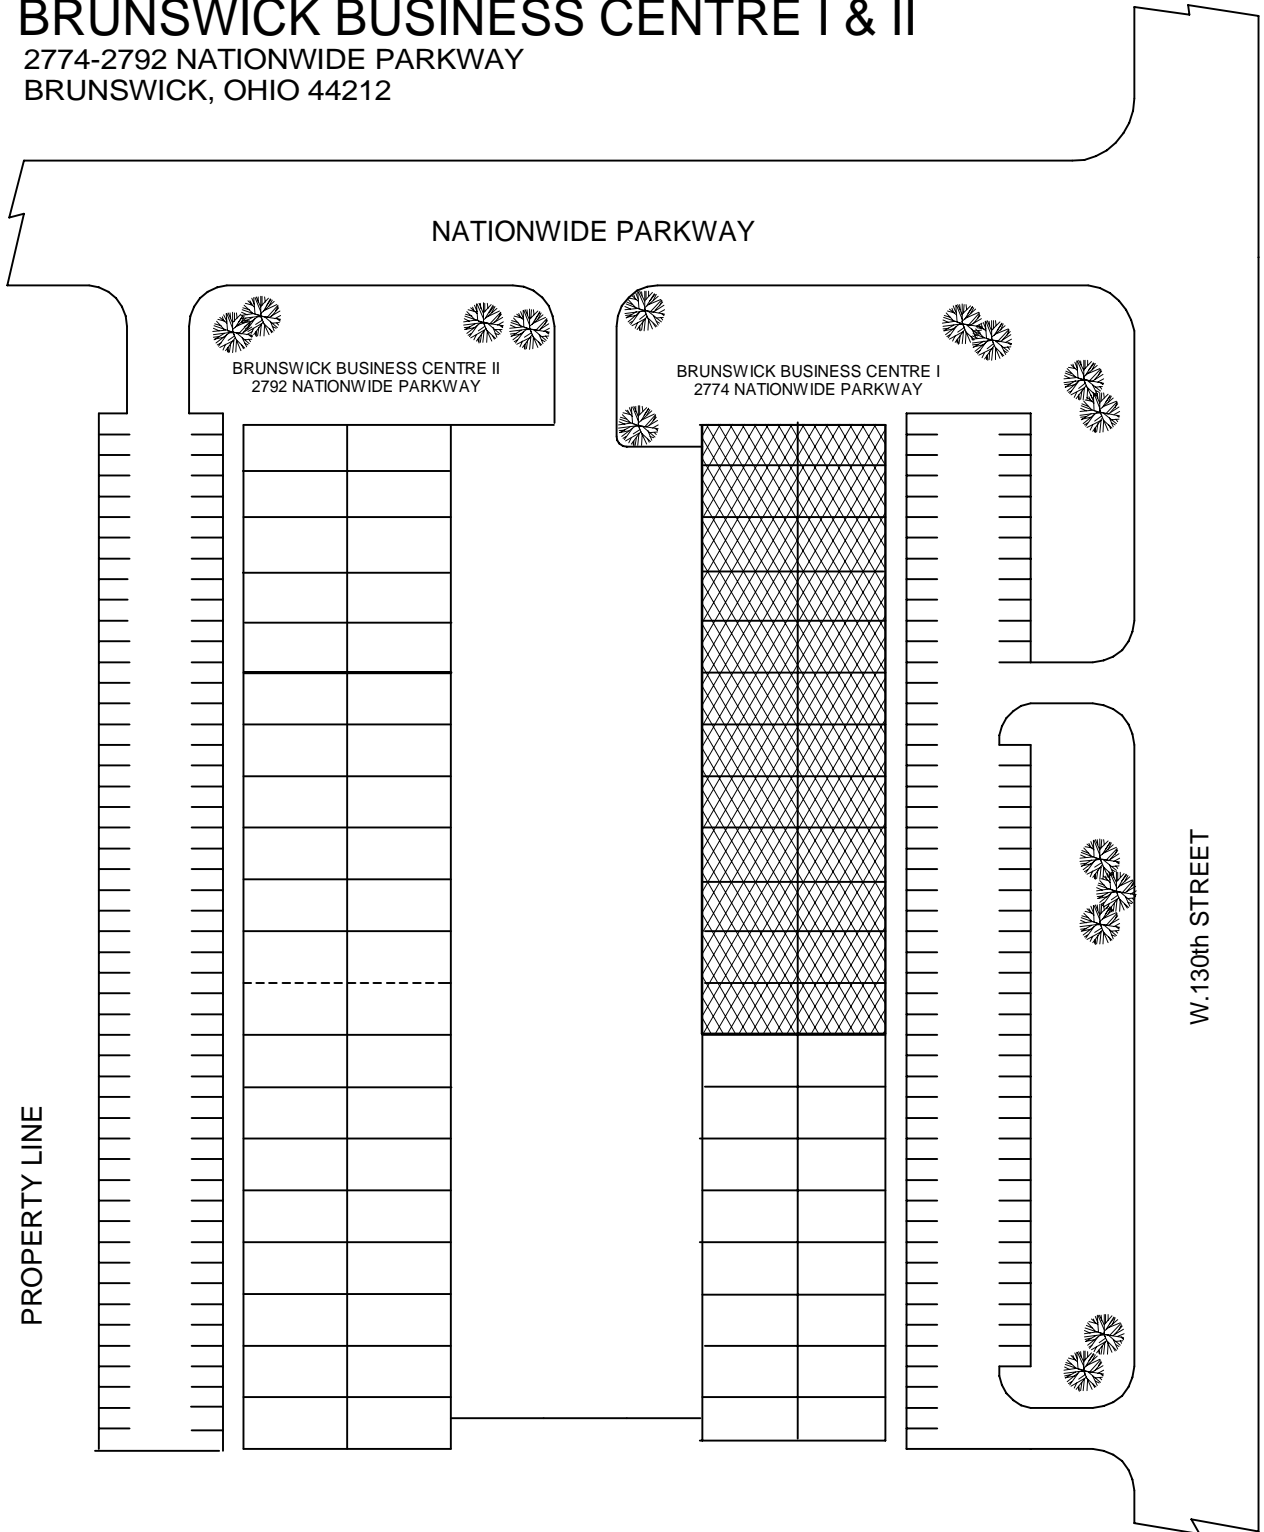 BRUNSWICK BUSINESS CENTRE I & II
2774-2792 NATIONWIDE PARKWAY
BRUNSWICK, OHIO 44212
NATIONWIDE PARKWAY
BRUNSWICK BUSINESS CENTRE II
2792 NATIONWIDE PARKWAY
BRUNSWICK BUSINESS CENTRE I
2774 NATIONWIDE PARKWAY
W.130th STREET
PROPERTY LINE